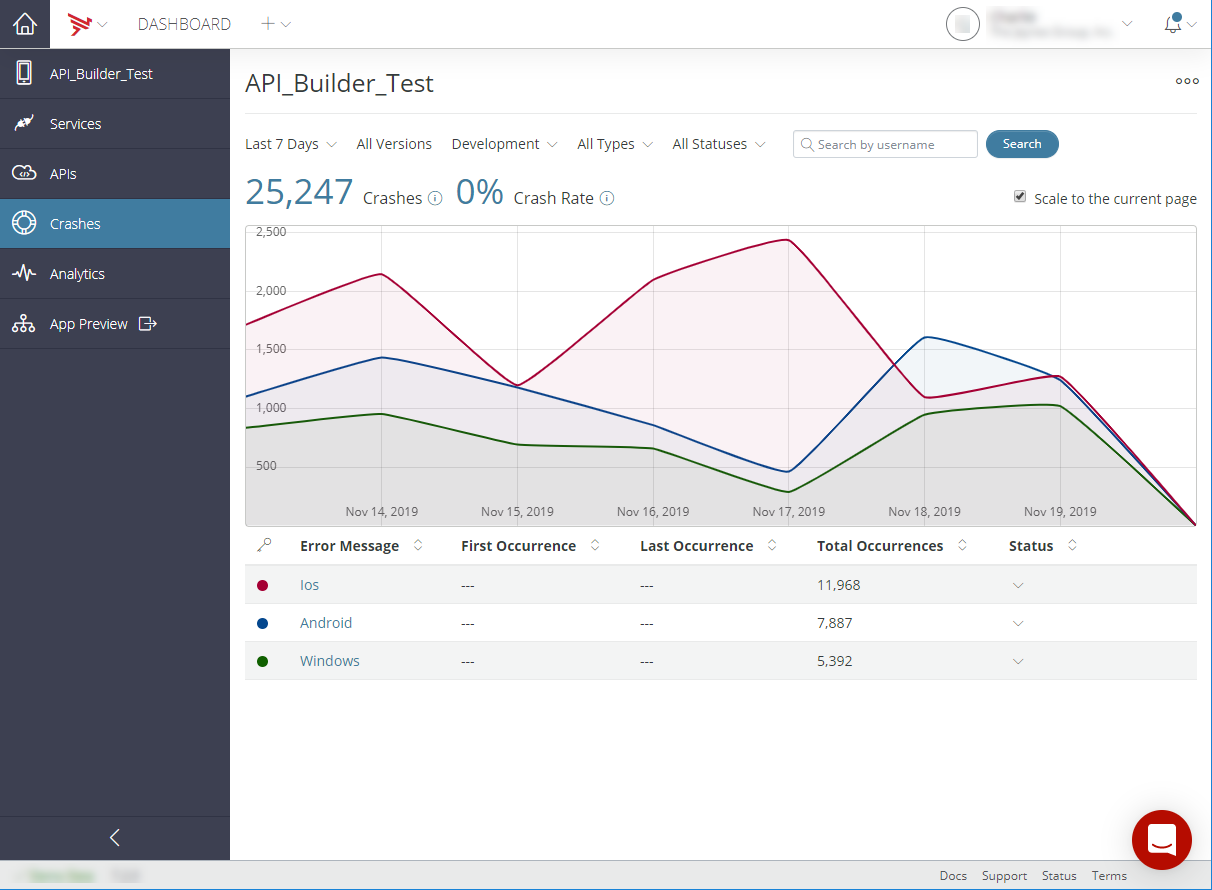 DASHBOARD
API_Builder_Test
Services
APIs
Crashes
Analytics
App Preview
API_Builder_Test
Last 7 Days All Versions Development All Types All Statuses Search by username Search
25,247 Crashes 0% Crash Rate Scale to the current page
2,500
2,000
1,500
1,000
500
Nov 14, 2019 Nov 15, 2019 Nov 16, 2019 Nov 17, 2019 Nov 18, 2019 Nov 19, 2019
Error Message First Occurrence Last Occurrence Total Occurrences Status
Ios --- --- 11,968
Android --- --- 7,887
Windows --- --- 5,392
Docs Support Status Terms